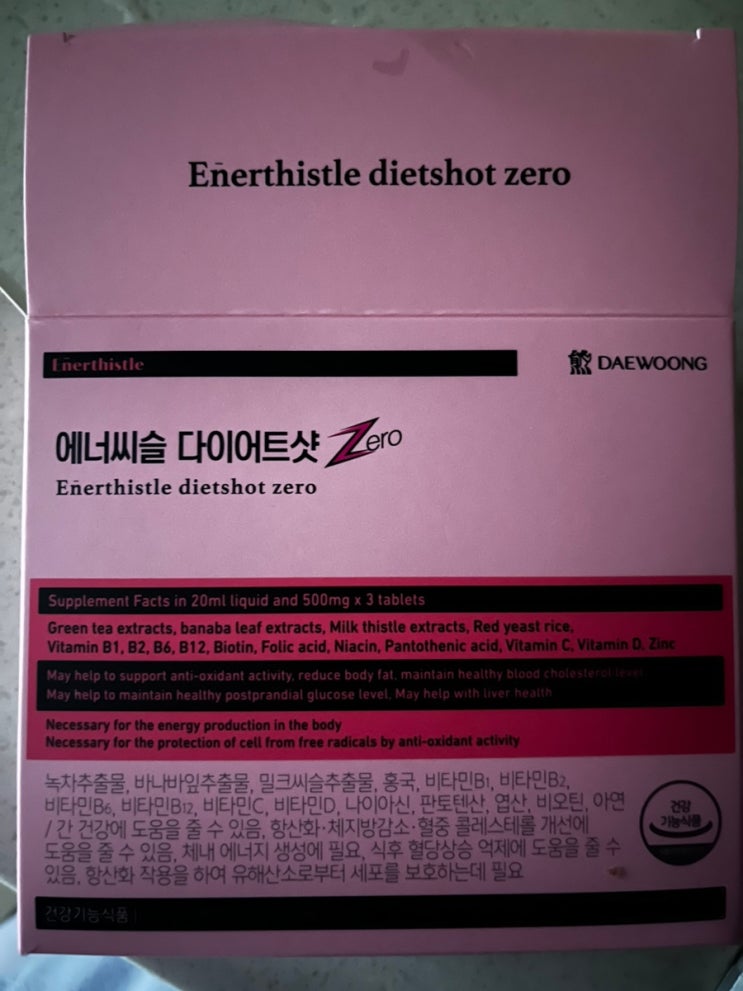 Enerthistle dietshot zero
Enerthistle
DAEWOONG
에너씨슬 다이어트샷 Zero
Enerthistle dietshot zero
Supplement Facts in 20ml liquid and 500mg x 3 tablets
Green tea extracts, banaba leaf extracts, Milk thistle extracts, Red yeast rice,
Vitamin B1, B2, B6, B12, Biotin, Folic acid, Niacin, Pantothenic acid, Vitamin C, Vitamin D, Zinc
May help to support anti-oxidant activity, reduce body fat, maintain healthy blood cholesterol level
May help to maintain healthy postprandial glucose level, May help with liver health
Necessary for the energy production in the body
Necessary for the protection of cell from free radicals by anti-oxidant activity
녹차추출물, 바나바잎추출물, 밀크씨슬추출물, 홍국, 비타민B1, 비타민B2,
비타민B6, 비타민B12, 비타민C, 비타민D, 나이아신, 판토텐산, 엽산, 비오틴, 아연
/ 간 건강에 도움을 줄 수 있음, 항산화·체지방감소·혈중 콜레스테롤 개선에
도움을 줄 수 있음, 체내 에너지 생성에 필요, 식후 혈당상승 억제에 도움을 줄 수
있음, 항산화 작용을 하여 유해산소로부터 세포를 보호하는데 필요
건강
기능식품
건강기능식품